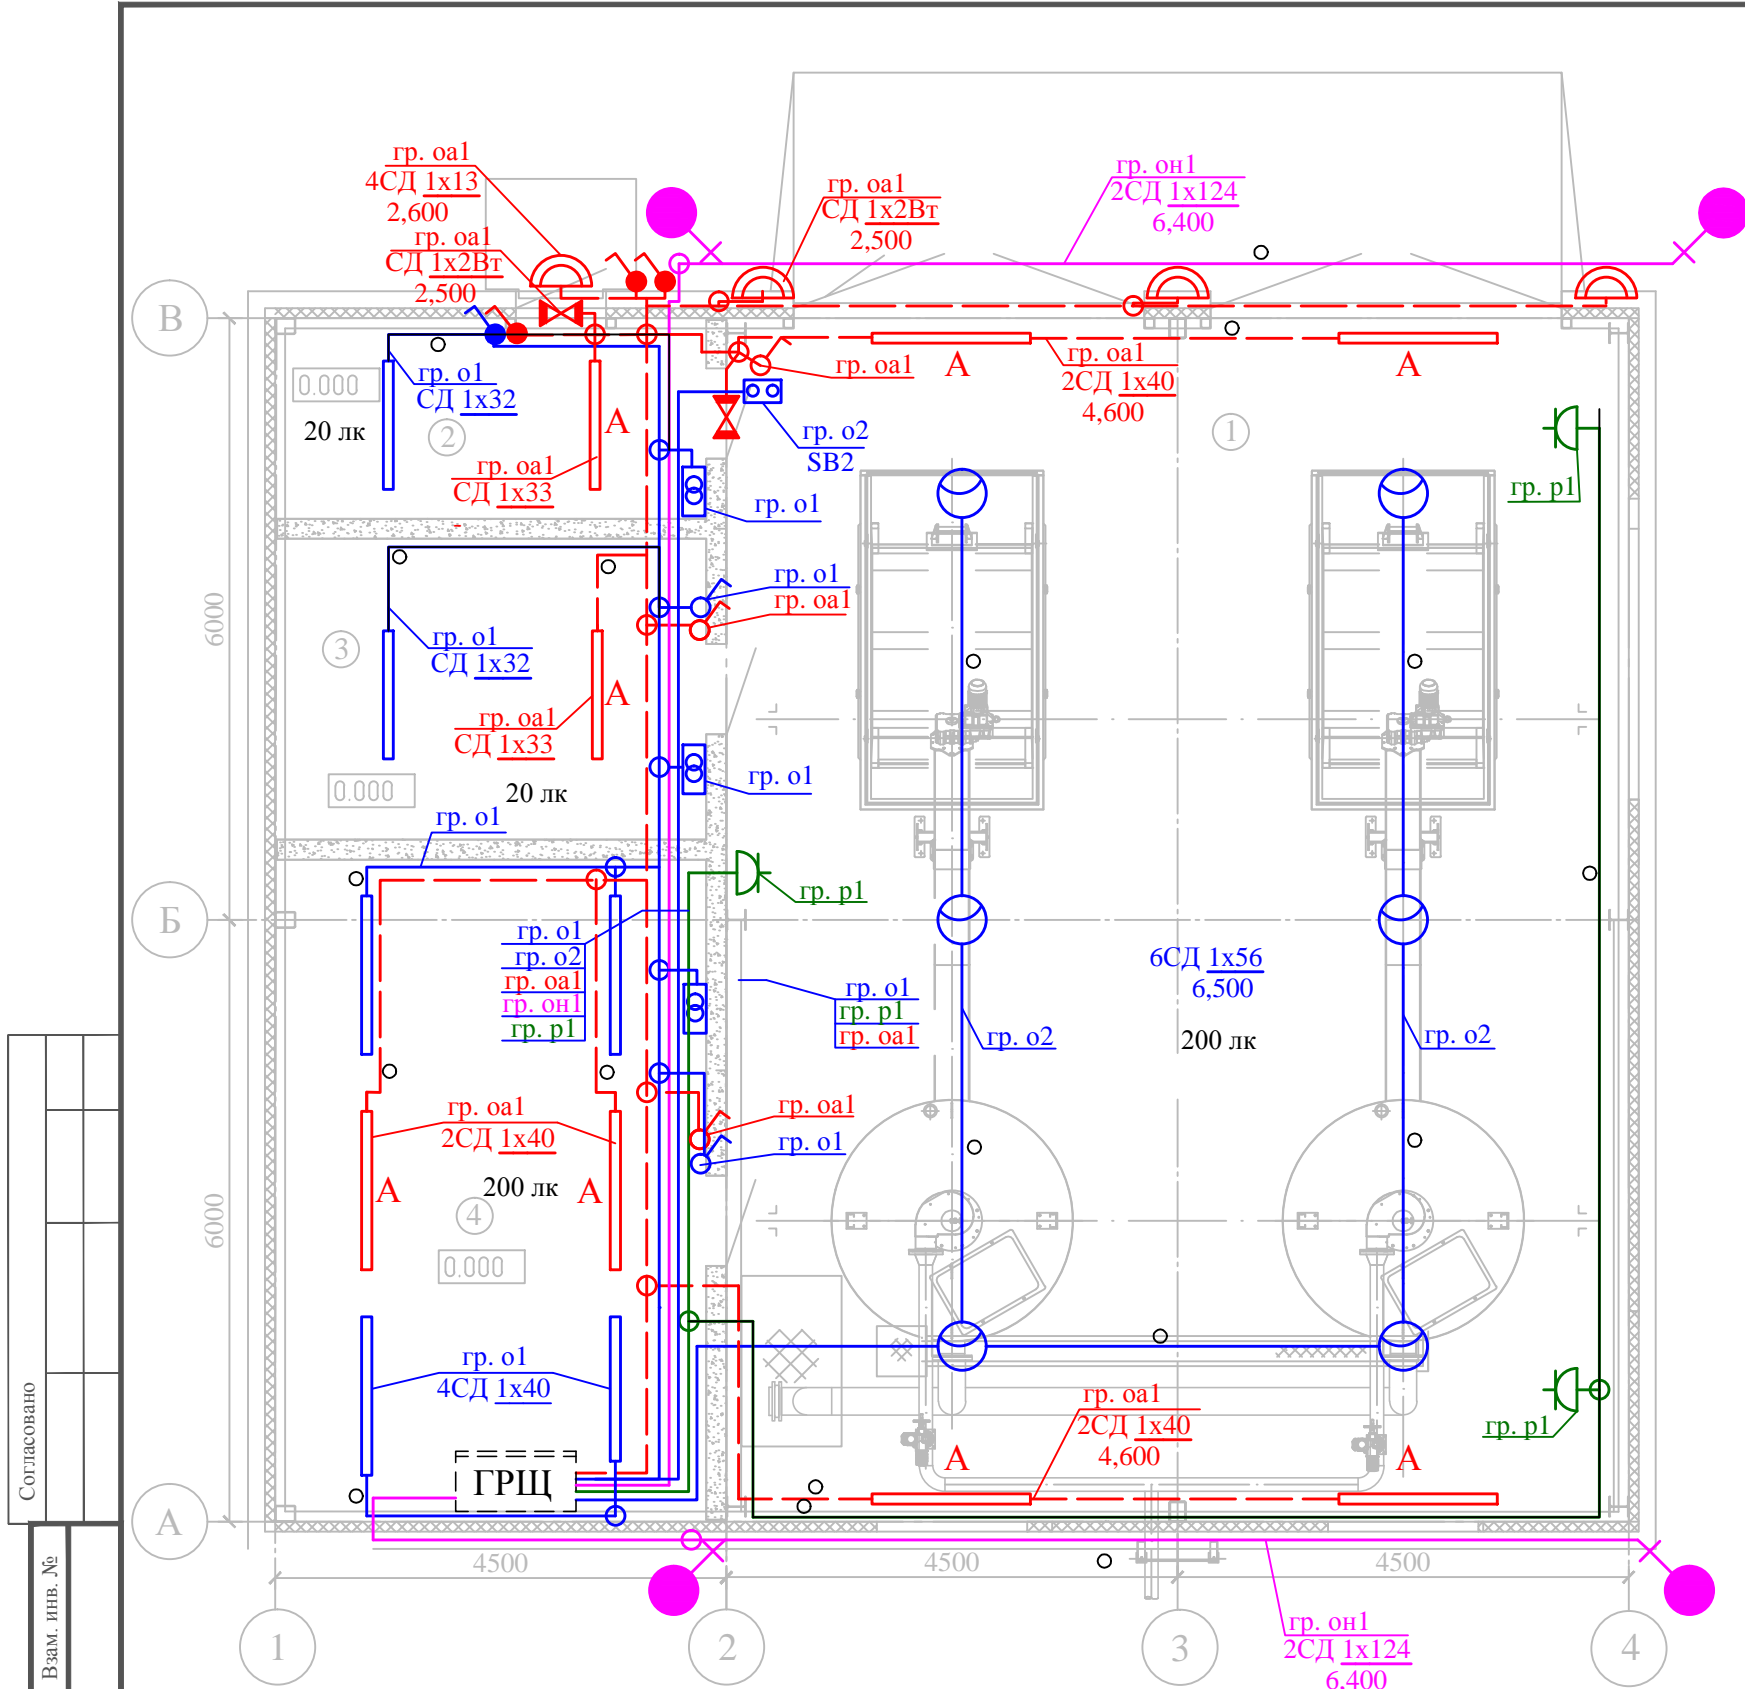 гр. оа1
4СД 1х13
2,600
гр. оа1
СД 1х2Вт
2,500
гр. оа1
СД 1х2Вт
2,500
гр. он1
2СД 1х124
6,400
В
0.000
20 лк
гр. о1
СД 1х32
2
А
гр. оа1
СД 1х33
гр. оа1
гр. о2
SB2
гр. о1
А
гр. оа1
2СД 1х40
4,600
А
1
гр. р1
6000
гр. о1
гр. оа1
3
гр. о1
СД 1х32
А
гр. оа1
СД 1х33
0.000
20 лк
гр. о1
гр. о1
гр. р1
Б
гр. о1
гр. о2
гр. оа1
гр. он1
гр. р1
гр. о1
гр. р1
гр. оа1
6СД 1х56
6,500
гр. о2
200 лк
гр. о2
гр. оа1
2СД 1х40
гр. оа1
гр. о1
А
200 лк
А
4
6000
0.000
гр. о1
4СД 1х40
гр. оа1
2СД 1х40
4,600
А
А
гр. р1
ГРЩ
А
4500
4500
4500
гр. он1
2СД 1х124
6,400
1
2
3
4
Согласовано
Взам. инв. №